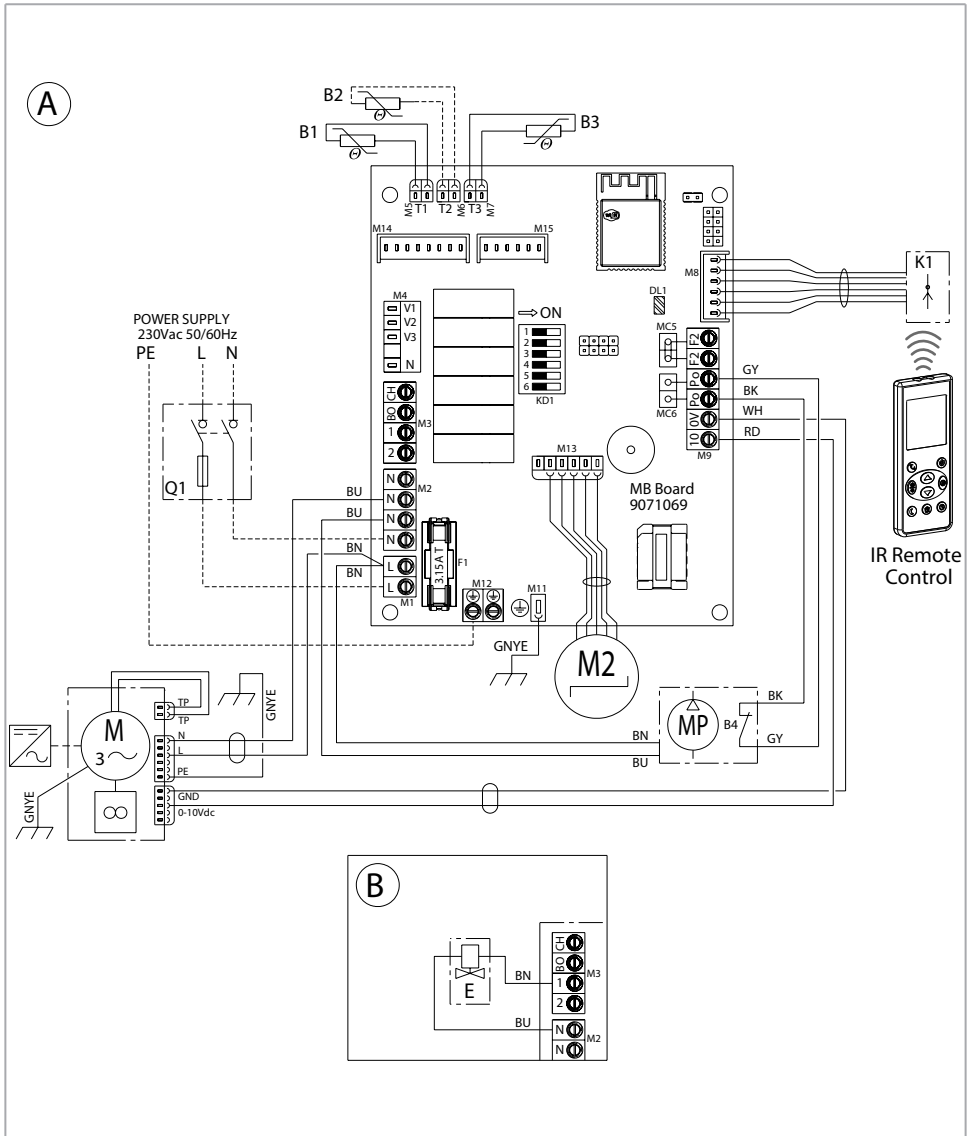 A
B2
B1
B3
M5
T1
T2
M6
T3
M7
M14
M15
M8
K1
DL1
M4
V1
V2
V3
N
ON
1
2
3
4
5
6
KD1
POWER SUPPLY
230Vac 50/60Hz
PE L N
MC5
MC6
F2
F2
Po
Po
0V
10
M9
GY
BK
WH
RD
CH
BO
1
2
M3
Q1
N
N
N
N
M2
L
L
M1
BU
BU
BN
BN
3.15A T
F1
M13
MB Board
9071069
M12
M11
GNYE
IR Remote
Control
M2
MP
B4
BK
GY
BN
BU
TP
TP
M
3
N
L
PE
GND
0-10Vdc
GNYE
GNYE
B
E
BN
BU
CH
BO
1
2
M3
N
N
M2